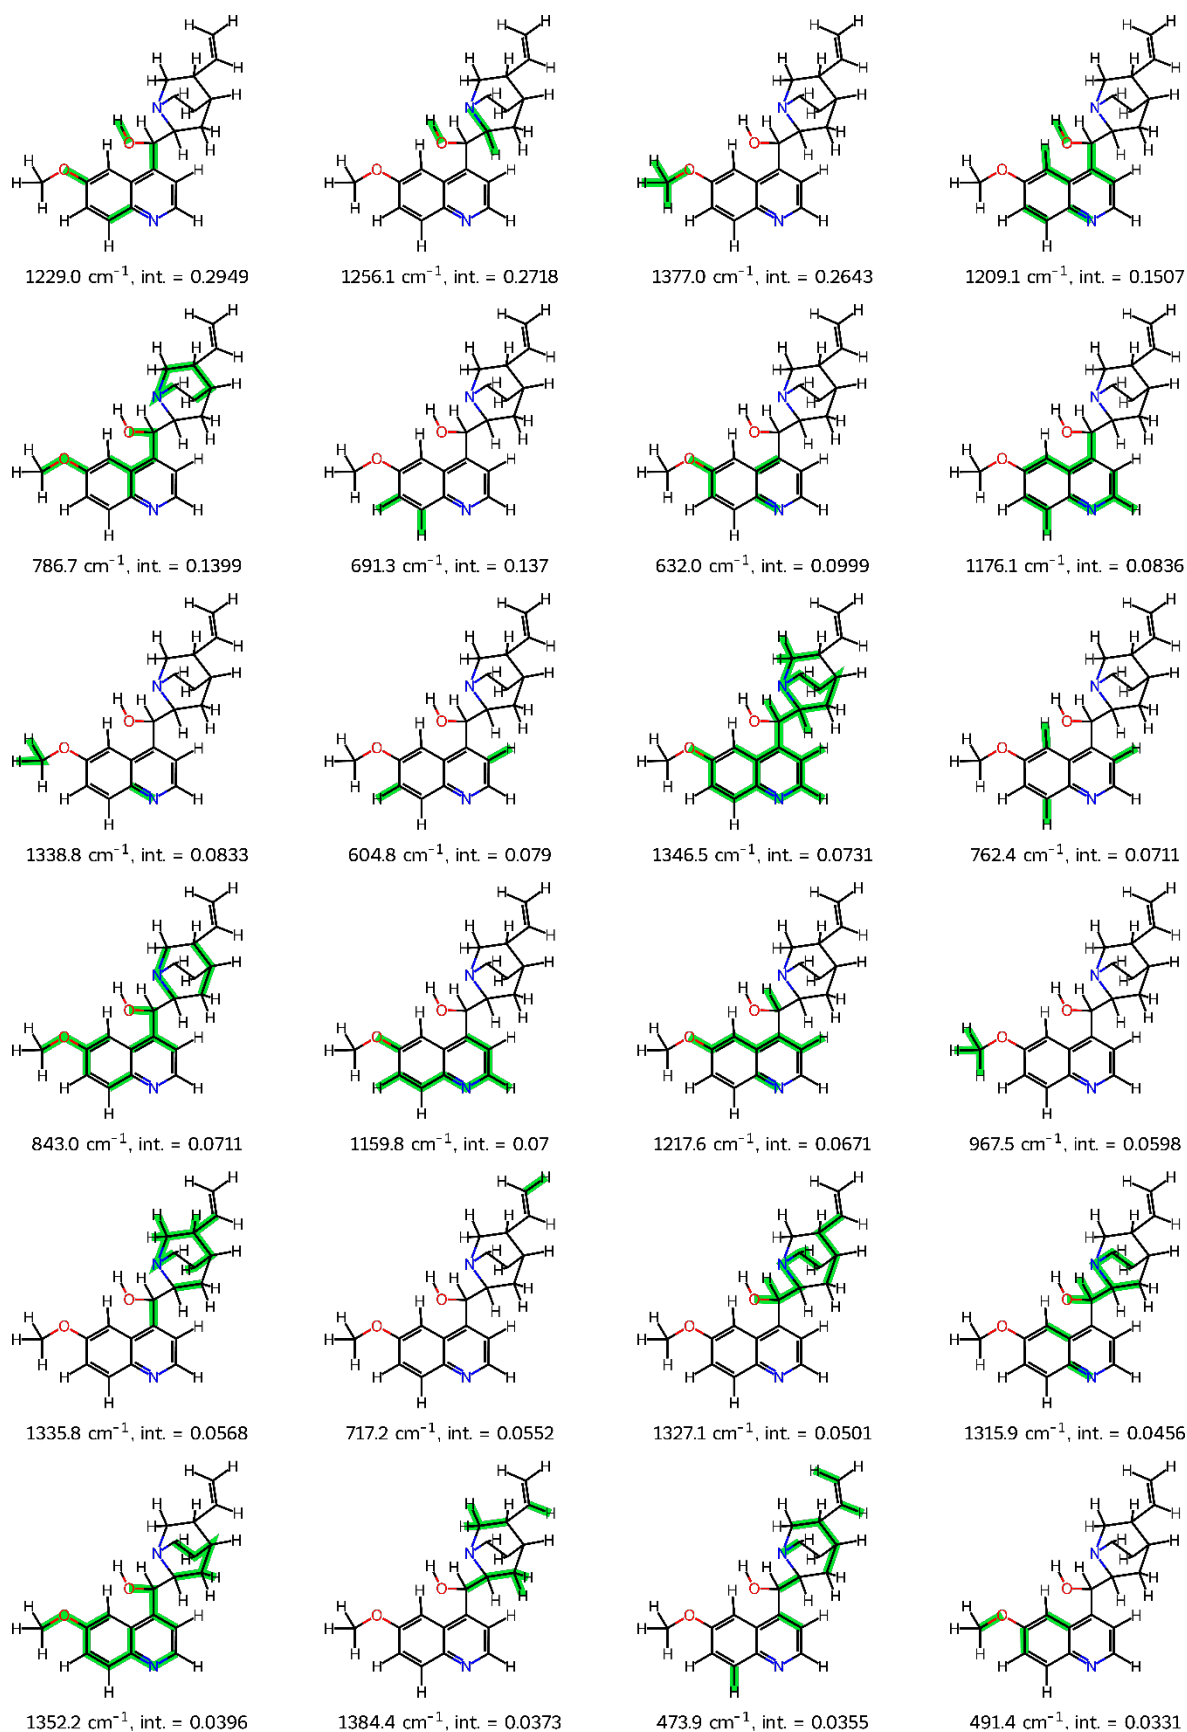 1229.0 cm⁻¹, int. = 0.2949
1256.1 cm⁻¹, int. = 0.2718
1377.0 cm⁻¹, int. = 0.2643
1209.1 cm⁻¹, int. = 0.1507
786.7 cm⁻¹, int. = 0.1399
691.3 cm⁻¹, int. = 0.137
632.0 cm⁻¹, int. = 0.0999
1176.1 cm⁻¹, int. = 0.0836
1338.8 cm⁻¹, int. = 0.0833
604.8 cm⁻¹, int. = 0.079
1346.5 cm⁻¹, int. = 0.0731
762.4 cm⁻¹, int. = 0.0711
843.0 cm⁻¹, int. = 0.0711
1159.8 cm⁻¹, int. = 0.07
1217.6 cm⁻¹, int. = 0.0671
967.5 cm⁻¹, int. = 0.0598
1335.8 cm⁻¹, int. = 0.0568
717.2 cm⁻¹, int. = 0.0552
1327.1 cm⁻¹, int. = 0.0501
1315.9 cm⁻¹, int. = 0.0456
1352.2 cm⁻¹, int. = 0.0396
1384.4 cm⁻¹, int. = 0.0373
473.9 cm⁻¹, int. = 0.0355
491.4 cm⁻¹, int. = 0.0331